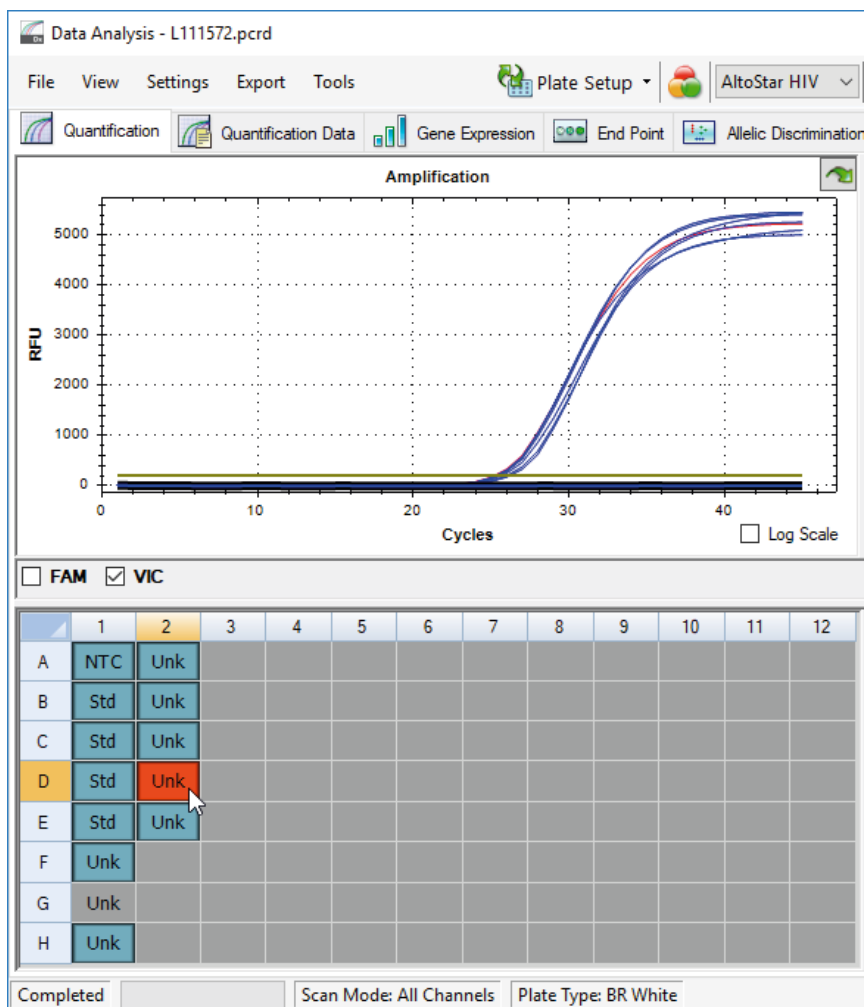 Data Analysis - L111572.pcrd
File View Settings Export Tools Plate Setup AltoStar HIV
Quantification Quantification Data Gene Expression End Point Allelic Discrimination
Amplification
5000
4000
3000
2000
1000
0
RFU
0 10 20 30 40
Cycles
Log Scale
FAM VIC
1 2 3 4 5 6 7 8 9 10 11 12
A NTC Unk
B Std Unk
C Std Unk
D Std Unk
E Std Unk
F Unk
G Unk
H Unk
Completed Scan Mode: All Channels Plate Type: BR White